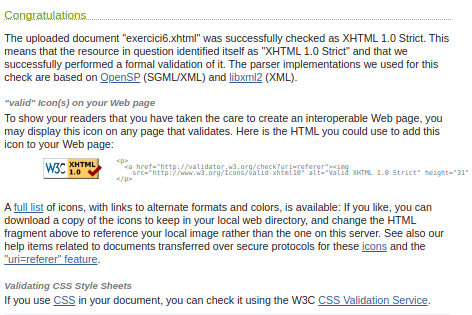 Congratulations
The uploaded document "exercici6.xhtml" was successfully checked as XHTML 1.0 Strict. This
means that the resource in question identified itself as "XHTML 1.0 Strict" and that we
successfully performed a formal validation of it. The parser implementations we used for this
check are based on OpenSP (SGML/XML) and libxml2 (XML).
"valid" Icon(s) on your Web page
To show your readers that you have taken the care to create an interoperable Web page, you
may display this icon on any page that validates. Here is the HTML you could use to add this
icon to your Web page:
W3C XHTML 1.0
<p>
<a href="http://validator.w3.org/check?uri=referer"><img
src="http://www.w3.org/Icons/valid-xhtml10" alt="Valid XHTML 1.0 Strict" height="31"
</p>
A full list of icons, with links to alternate formats and colors, is available: If you like, you can
download a copy of the icons to keep in your local web directory, and change the HTML
fragment above to reference your local image rather than the one on this server. See also our
help items related to documents transferred over secure protocols for these icons and the
"uri=referer" feature.
Validating CSS Style Sheets
If you use CSS in your document, you can check it using the W3C CSS Validation Service.